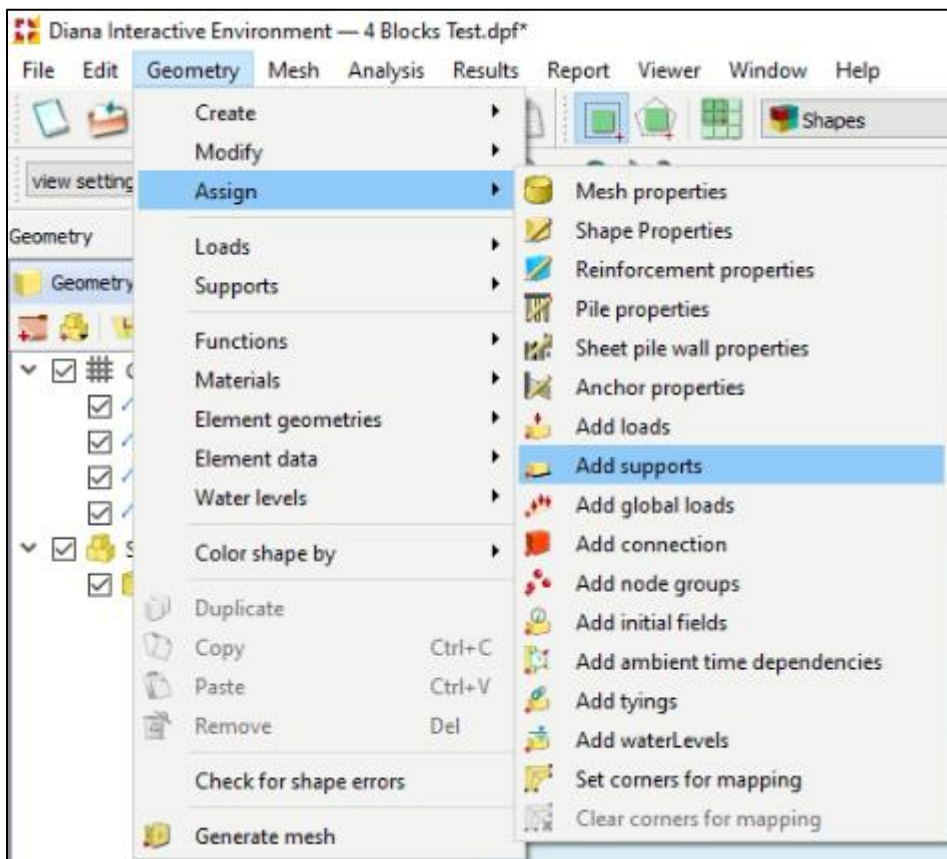 Diana Interactive Environment — 4 Blocks Test.dpf*
File Edit Geometry Mesh Analysis Results Report Viewer Window Help
Shapes
view setting
Geometry
Geometry
Create
Modify
Assign
Loads
Supports
Functions
Materials
Element geometries
Element data
Water levels
Color shape by
Duplicate
Copy Ctrl+C
Paste Ctrl+V
Remove Del
Check for shape errors
Generate mesh
Mesh properties
Shape Properties
Reinforcement properties
Pile properties
Sheet pile wall properties
Anchor properties
Add loads
Add supports
Add global loads
Add connection
Add node groups
Add initial fields
Add ambient time dependencies
Add tyings
Add waterLevels
Set corners for mapping
Clear corners for mapping